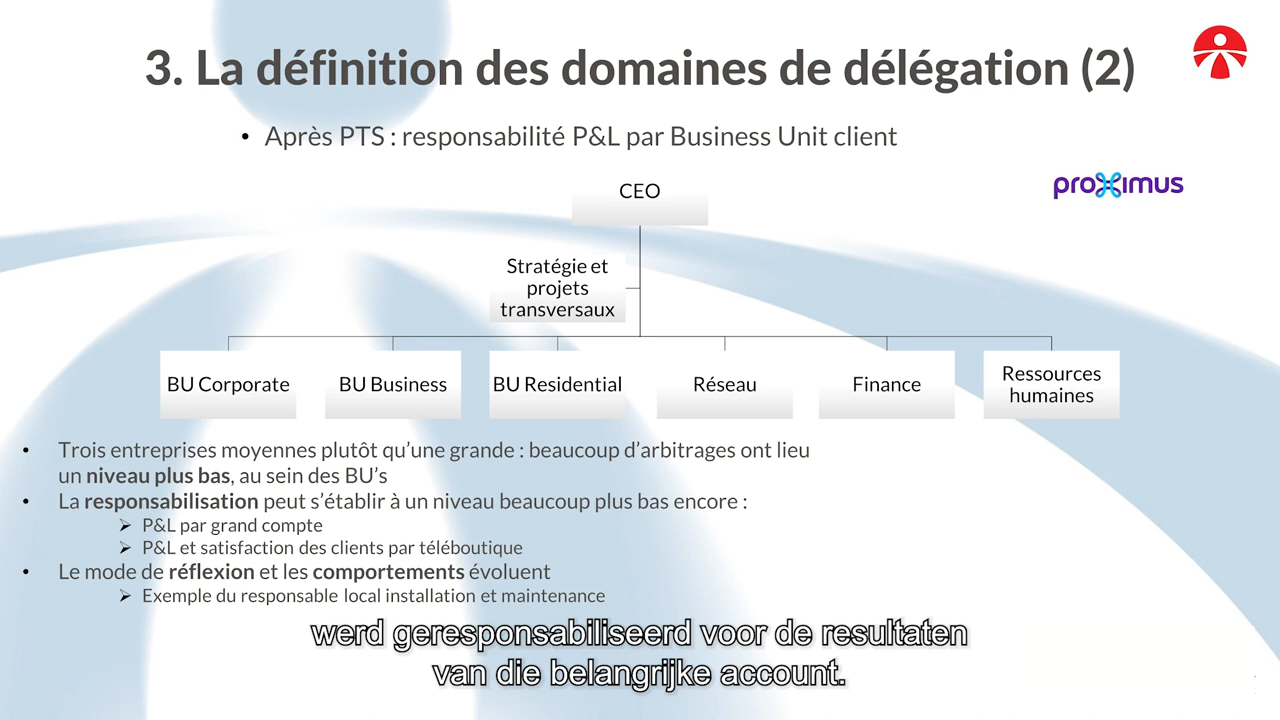 3. La définition des domaines de délégation (2)
• Après PTS : responsabilité P&L par Business Unit client
proximus
CEO
Stratégie et
projets
transversaux
BU Corporate
BU Business
BU Residential
Réseau
Finance
Ressources
humaines
• Trois entreprises moyennes plutôt qu’une grande : beaucoup d’arbitrages ont lieu
un niveau plus bas, au sein des BU’s
• La responsabilisation peut s’établir à un niveau beaucoup plus bas encore :
➢ P&L par grand compte
➢ P&L et satisfaction des clients par téléboutique
• Le mode de réflexion et les comportements évoluent
➢ Exemple du responsable local installation et maintenance
werd geresponsabiliseerd voor de resultaten
van die belangrijke account.